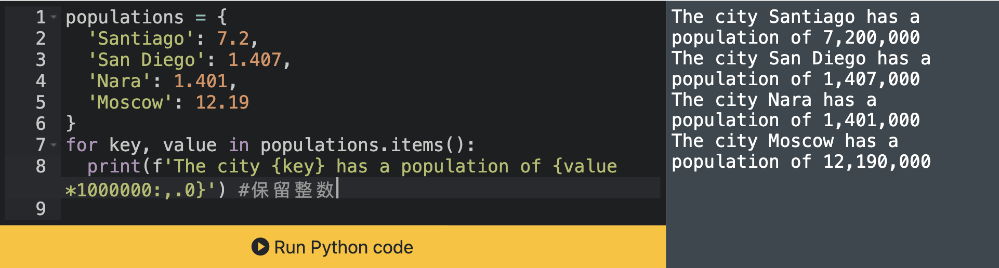 1 populations = {
2   'Santiago': 7.2,
3   'San Diego': 1.407,
4   'Nara': 1.401,
5   'Moscow': 12.19
6 }
7 for key, value in populations.items():
8   print(f'The city {key} has a population of {value
*1000000:,.0}') #保留整数
9
Run Python code
The city Santiago has a
population of 7,200,000
The city San Diego has a
population of 1,407,000
The city Nara has a
population of 1,401,000
The city Moscow has a
population of 12,190,000